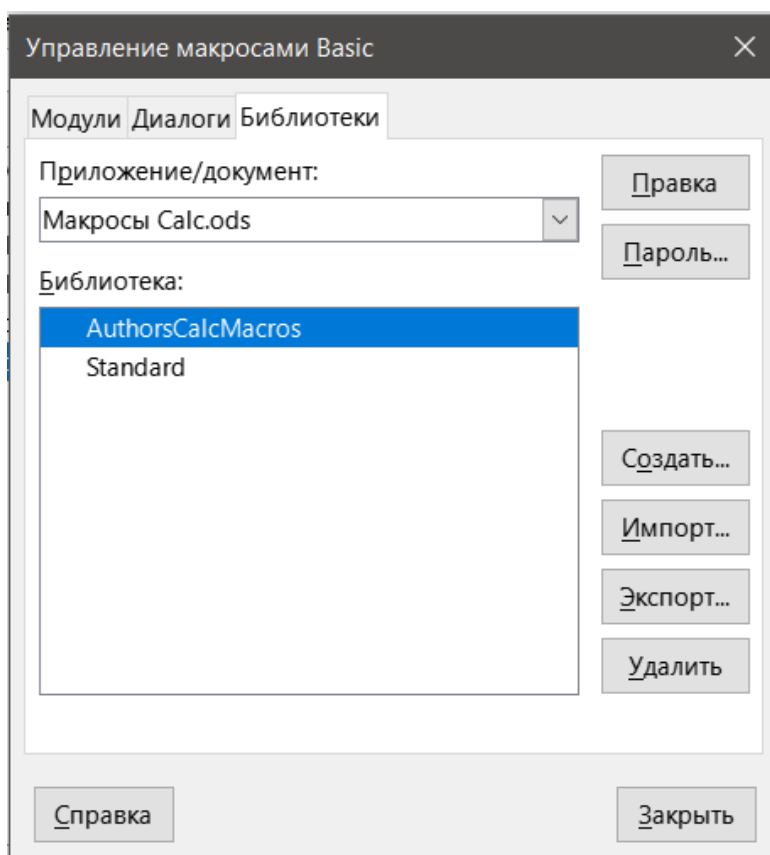 Управление макросами Basic
Модули Диалоги Библиотеки
Приложение/документ:
Макросы Calc.ods
Правка
Пароль...
Библиотека:
AuthorsCalcMacros
Standard
Создать...
Импорт...
Экспорт...
Удалить
Справка
Закрыть